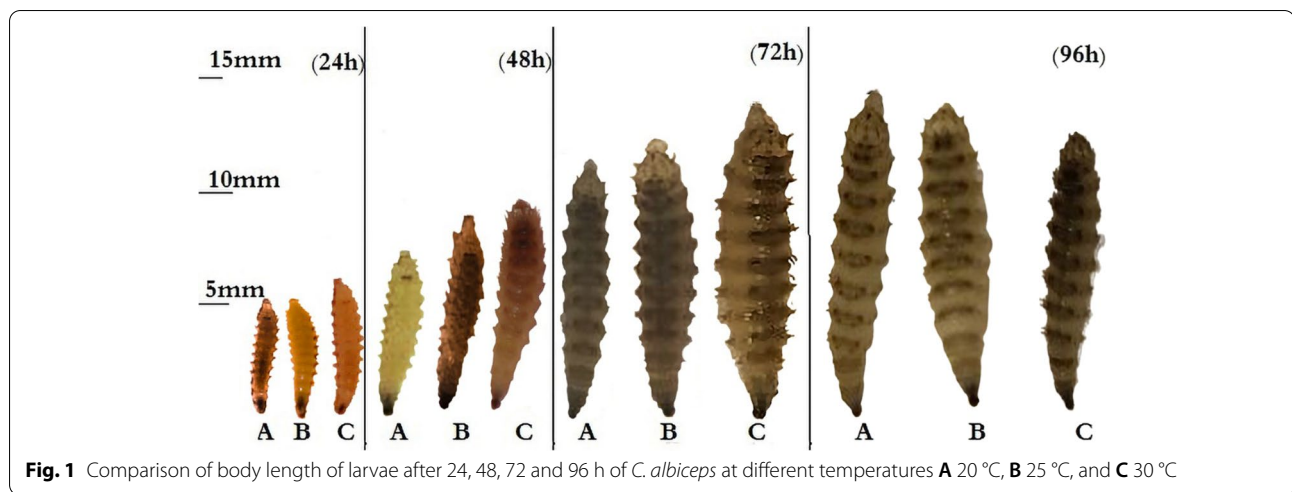 15mm (24h) (48h) (72h) (96h)
10mm
5mm
A B C A B C A B C A B C
Fig. 1 Comparison of body length of larvae after 24, 48, 72 and 96 h of C. albiceps at different temperatures A 20 °C, B 25 °C, and C 30 °C